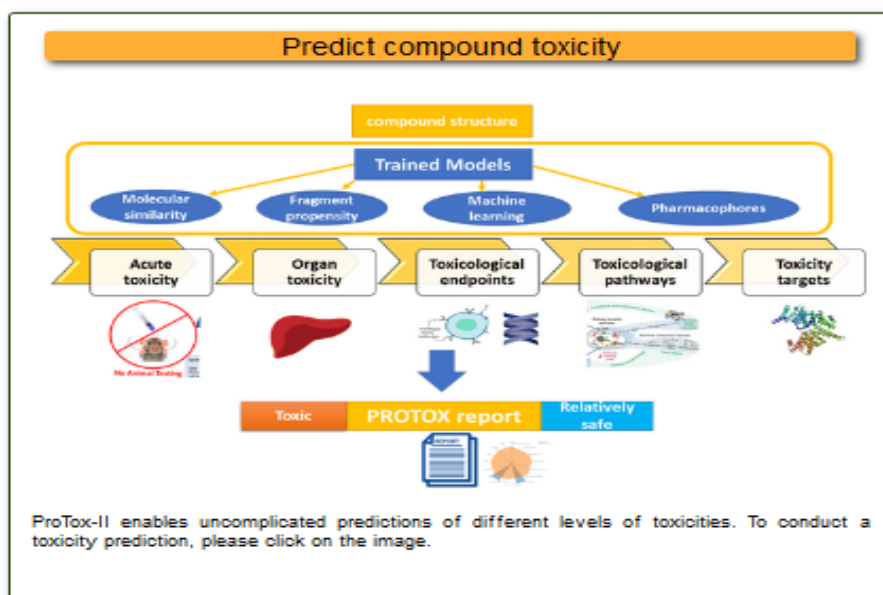 Predict compound toxicity
compound structure
Trained Models
Molecular
similarity
Fragment
propensity
Machine
learning
Pharmacophores
Acute
toxicity
Organ
toxicity
Toxicological
endpoints
Toxicological
pathways
Toxicity
targets
No Animal Testing
Toxic
PROTOX report
Relatively
safe
REPORT
ProTox-II enables uncomplicated predictions of different levels of toxicities. To conduct a
toxicity prediction, please click on the image.